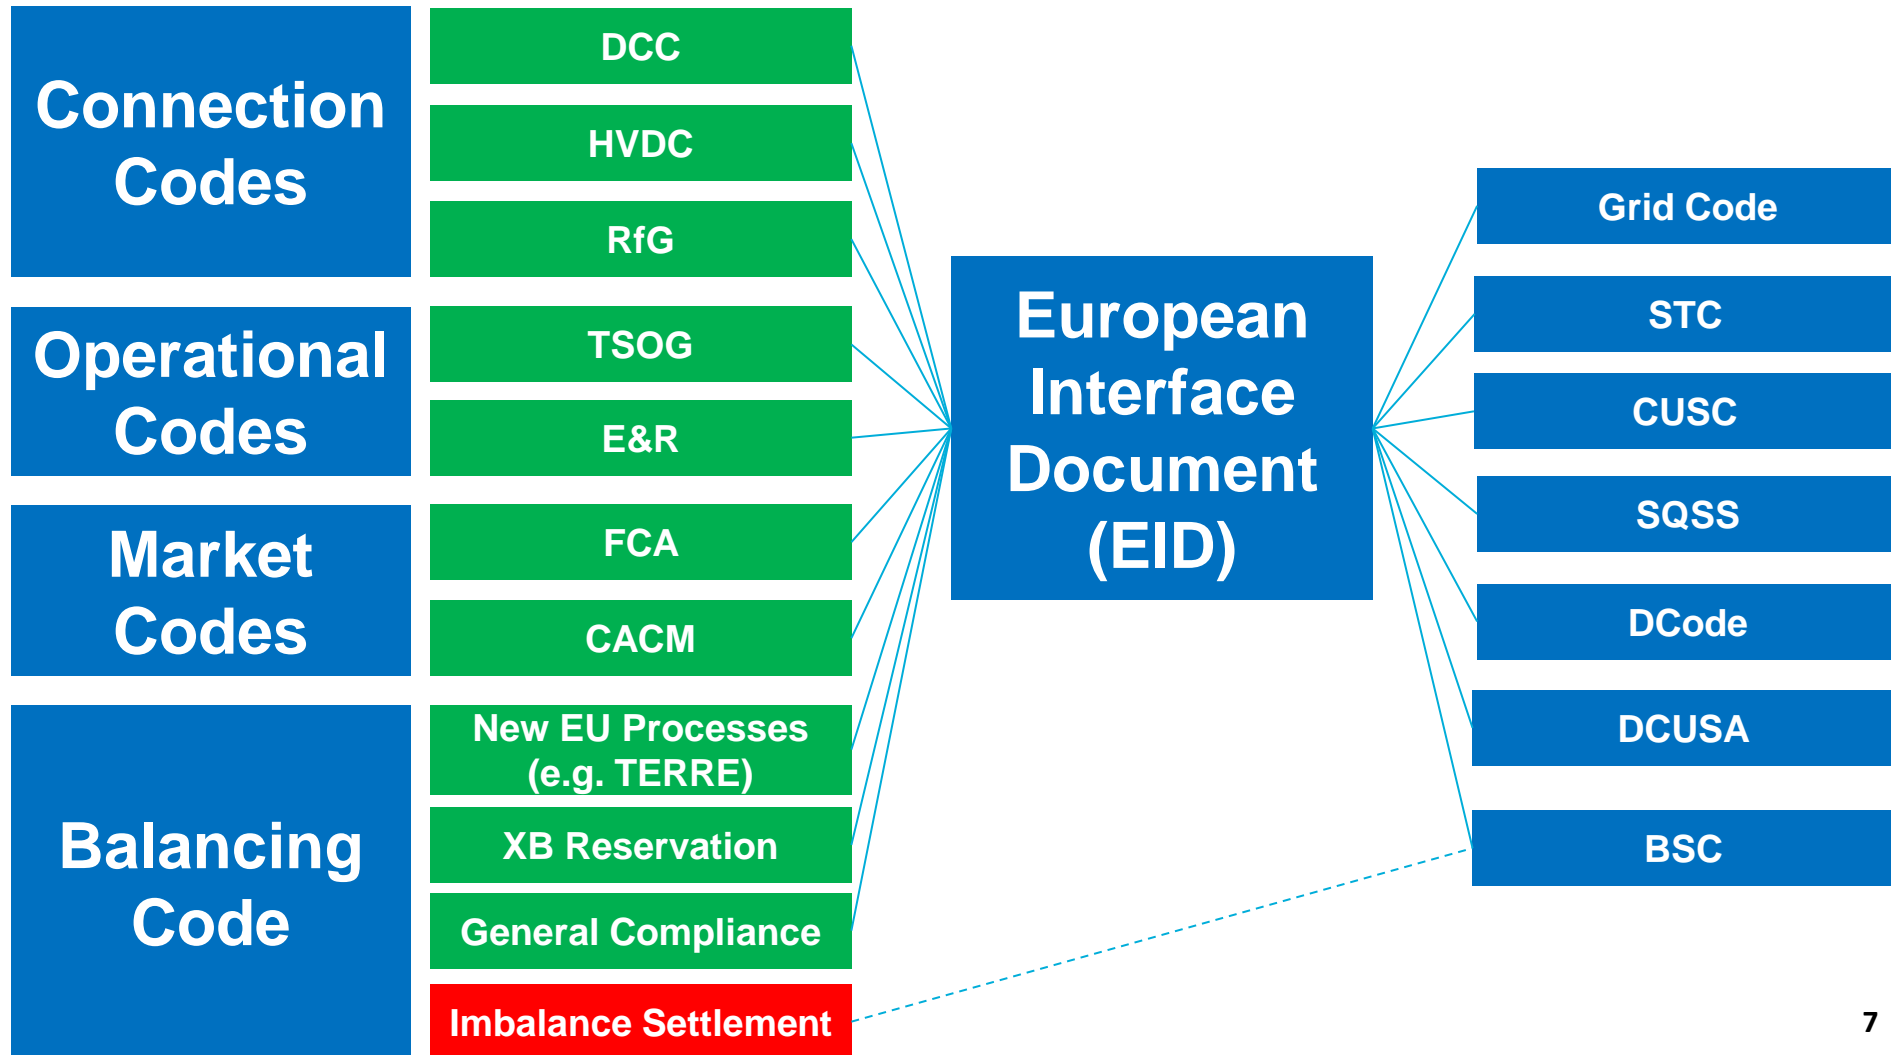 Connection
Codes
DCC
HVDC
RfG
Operational
Codes
TSOG
E&R
Market
Codes
FCA
CACM
Balancing
Code
New EU Processes
(e.g. TERRE)
XB Reservation
General Compliance
Imbalance Settlement
European
Interface
Document
(EID)
Grid Code
STC
CUSC
SQSS
DCode
DCUSA
BSC
7